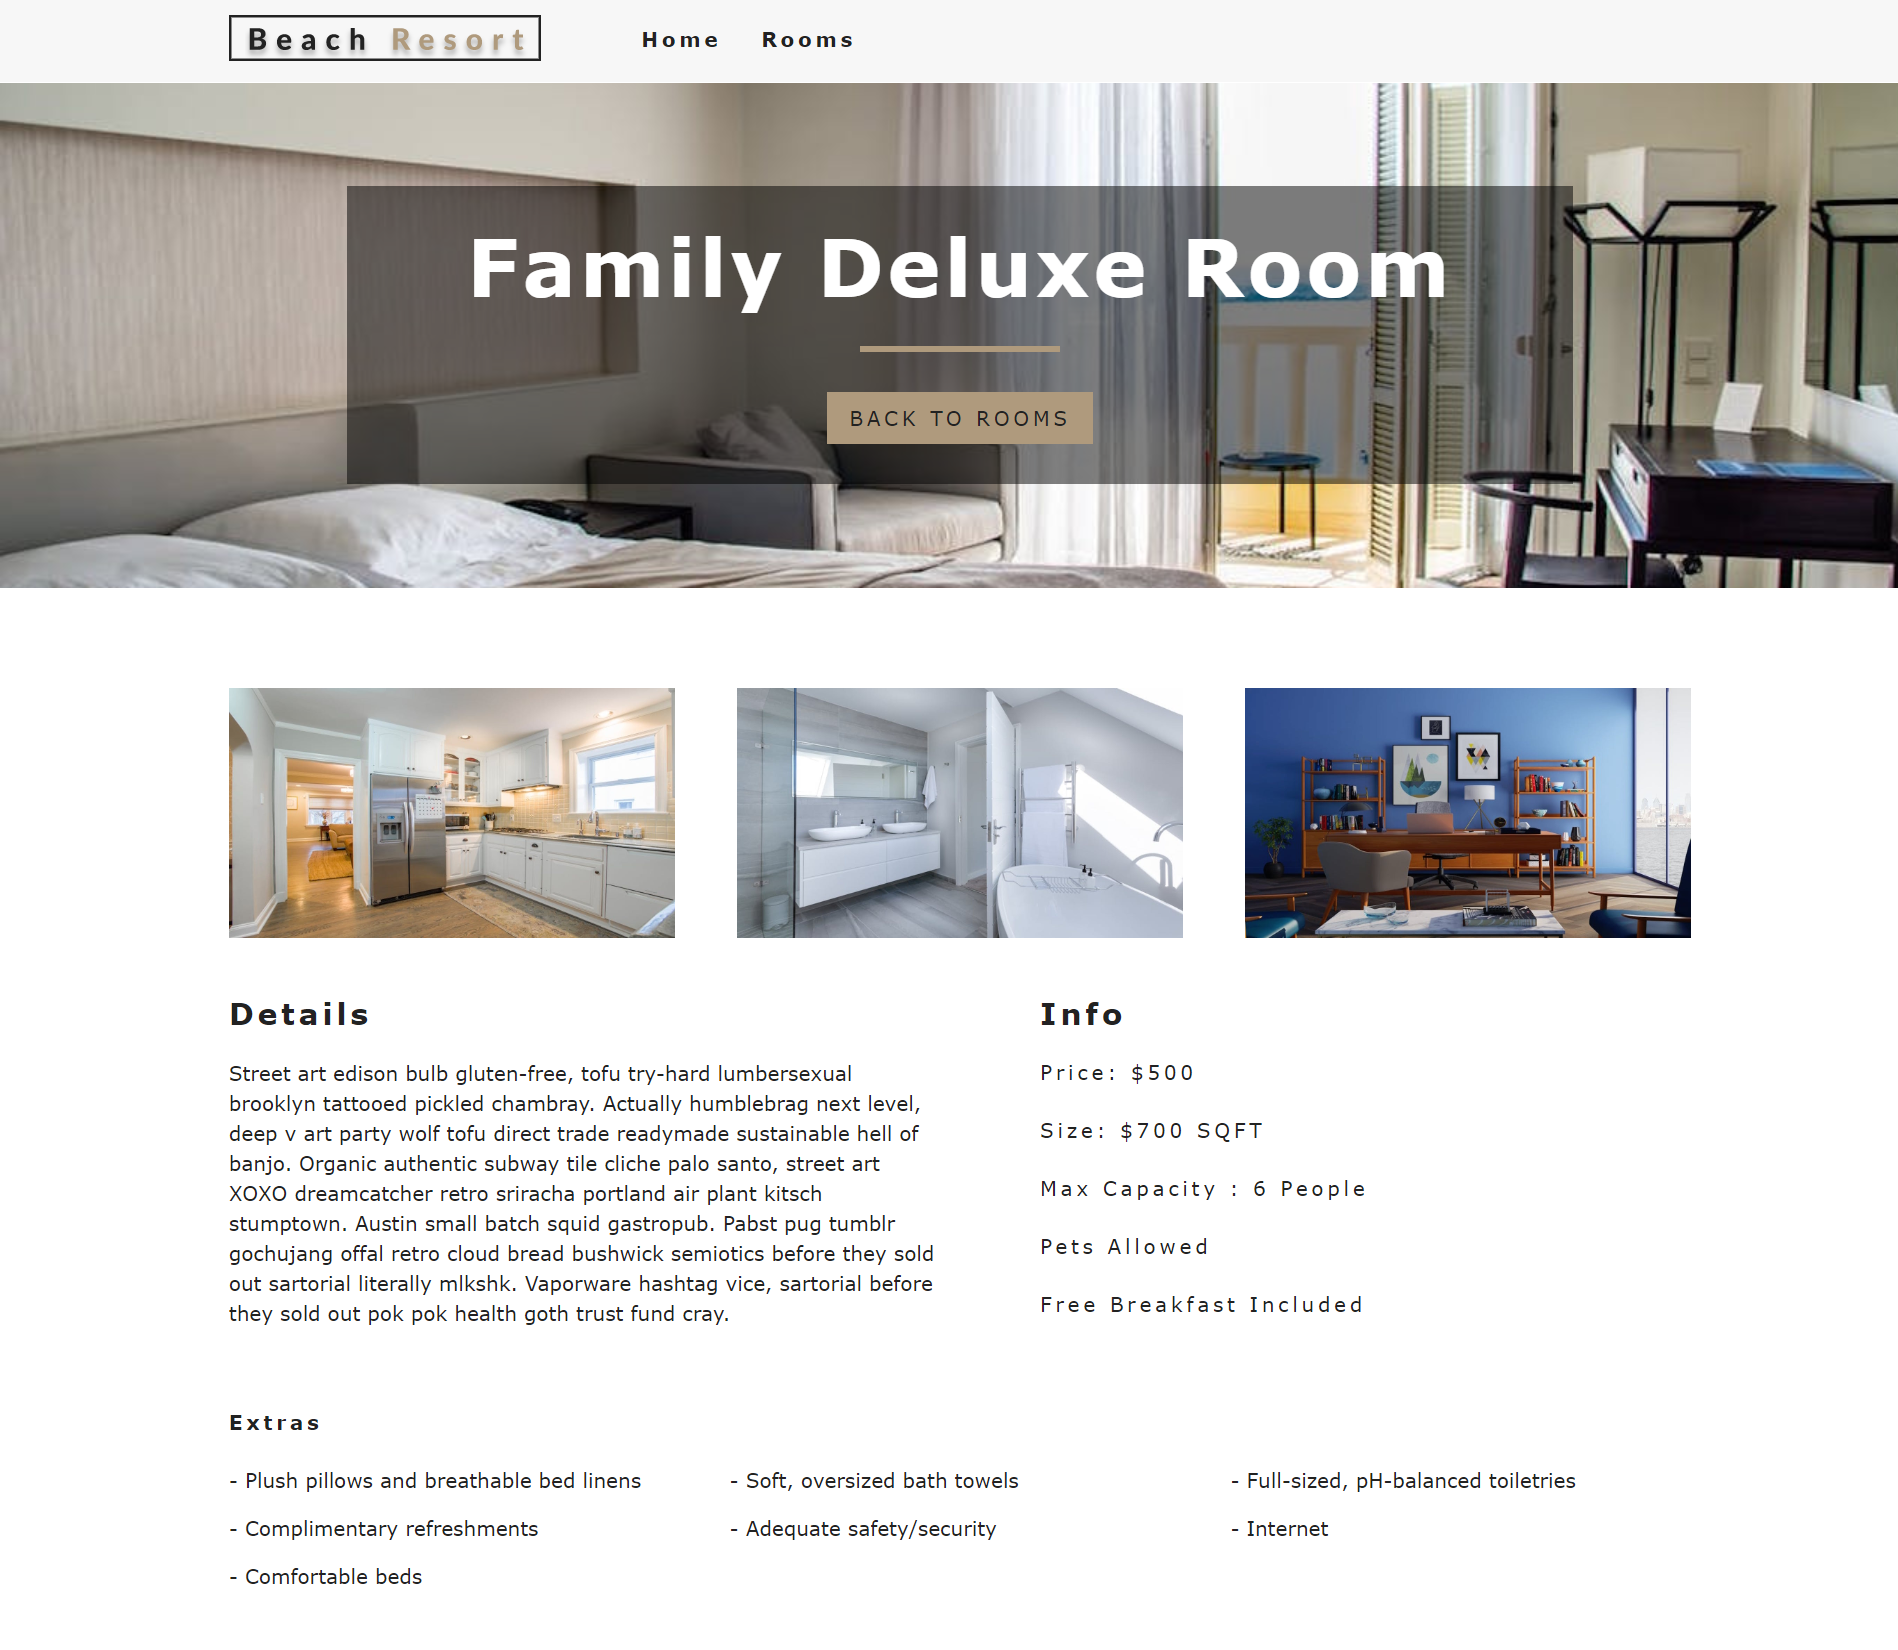 Beach Resort
Home
Rooms
Family Deluxe Room
BACK TO ROOMS
Details
Street art edison bulb gluten-free, tofu try-hard lumbersexual
brooklyn tattooed pickled chambray. Actually humblebrag next level,
deep v art party wolf tofu direct trade readymade sustainable hell of
banjo. Organic authentic subway tile cliche palo santo, street art
XOXO dreamcatcher retro sriracha portland air plant kitsch
stumptown. Austin small batch squid gastropub. Pabst pug tumblr
gochujang offal retro cloud bread bushwick semiotics before they sold
out sartorial literally mlkshk. Vaporware hashtag vice, sartorial before
they sold out pok pok health goth trust fund cray.
Info
Price: $500
Size: $700 SQFT
Max Capacity : 6 People
Pets Allowed
Free Breakfast Included
Extras
- Plush pillows and breathable bed linens
- Soft, oversized bath towels
- Full-sized, pH-balanced toiletries
- Complimentary refreshments
- Adequate safety/security
- Internet
- Comfortable beds